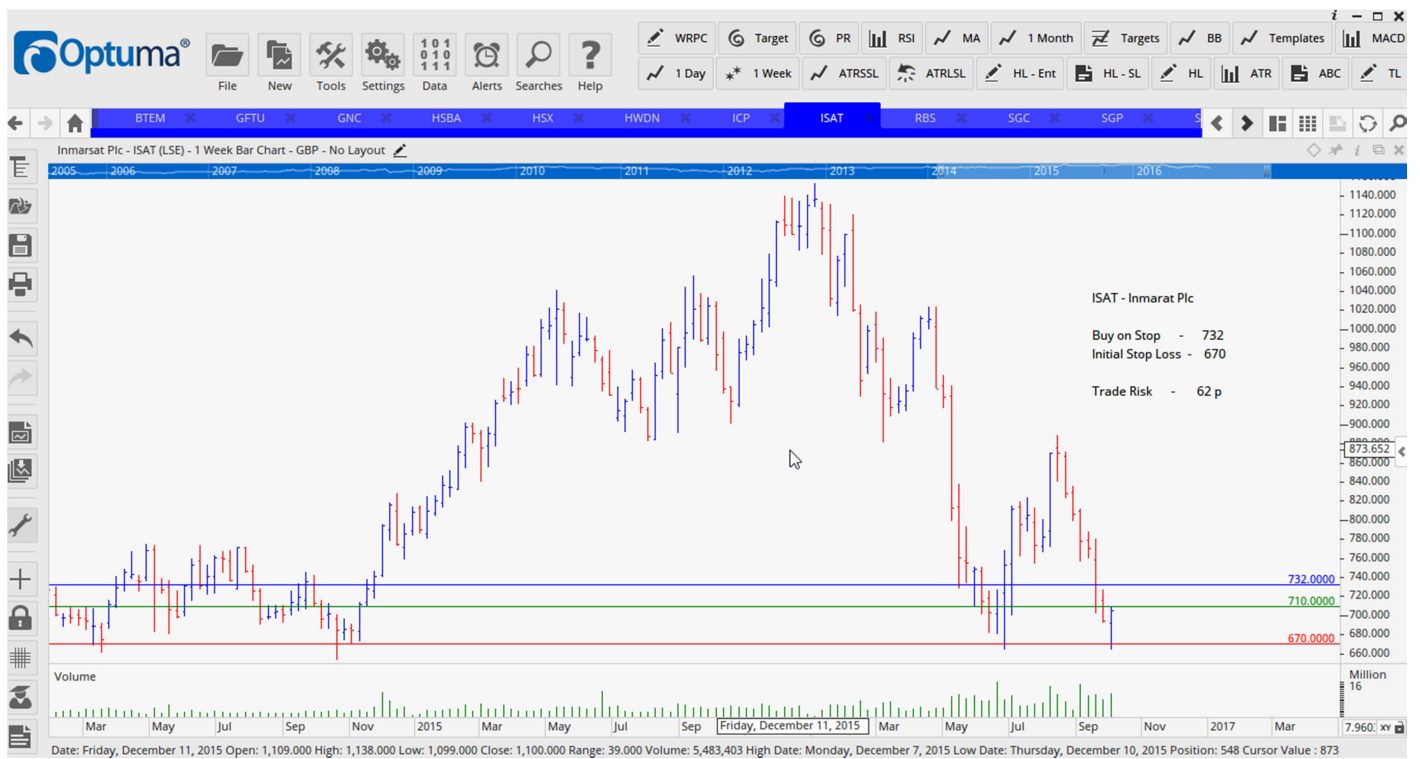 Optuma®
File New Tools Settings Data Alerts Searches Help
101 010 111
WRPC Target PR RSI MA 1 Month Targets BB Templates MACD
1 Day 1 Week ATRSSL ATRLSL HL - Ent HL - SL HL ATR ABC TL
BTEM GFTU GNC HSBA HSX HWDN ICP ISAT RBS SGC SGP S
Inmarsat Plc - ISAT (LSE) - 1 Week Bar Chart - GBP - No Layout
2005 2006 2007 2008 2009 2010 2011 2012 2013 2014 2015 2016
1140.000
1120.000
1100.000
1080.000
1060.000
1040.000
1020.000
1000.000
980.000
960.000
940.000
920.000
900.000
873.652
860.000
840.000
820.000
800.000
780.000
760.000
740.000
720.000
700.000
680.000
660.000
ISAT - Inmarat Plc
Buy on Stop - 732
Initial Stop Loss - 670
Trade Risk - 62 p
732.0000
710.0000
670.0000
Volume
Million
16
Mar May Jul Sep Nov 2015 Mar May Jul Sep Friday, December 11, 2015 Mar May Jul Sep Nov 2017 Mar
XY
Date: Friday, December 11, 2015 Open: 1,109.000 High: 1,138.000 Low: 1,099.000 Close: 1,100.000 Range: 39.000 Volume: 5,483,403 High Date: Monday, December 7, 2015 Low Date: Thursday, December 10, 2015 Position: 548 Cursor Value : 873